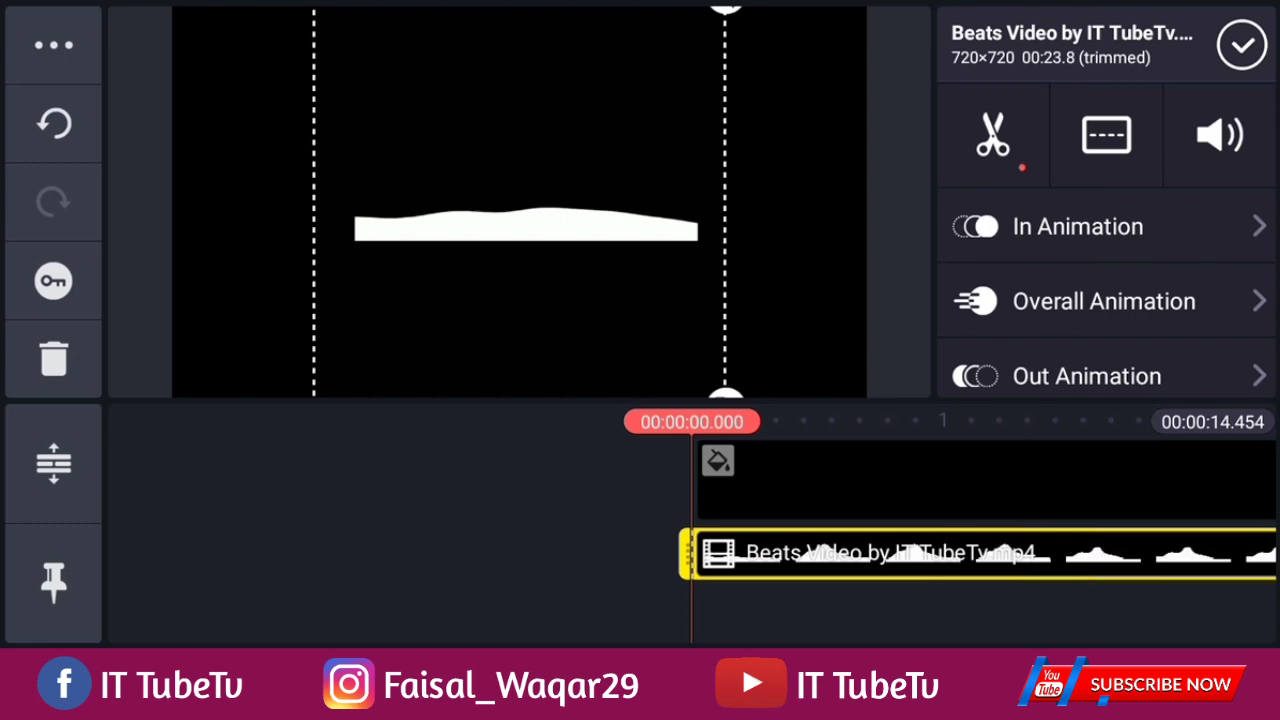 Beats Video by IT TubeTv....
720×720 00:23.8 (trimmed)
In Animation
Overall Animation
Out Animation
00:00:00.000
1
00:00:14.454
Beats Video by IT TubeTv.mp4
IT TubeTv
Faisal_Waqar29
IT TubeTv
You
Tube
SUBSCRIBE NOW